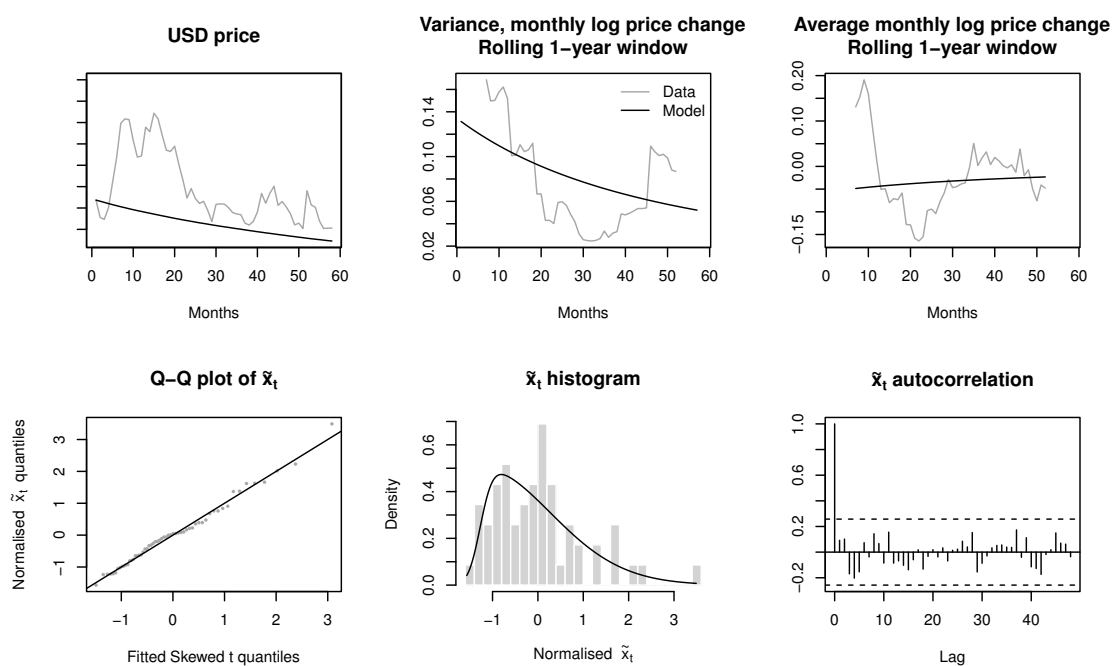 USD price
Variance, monthly log price change
Rolling 1−year window
Average monthly log price change
Rolling 1−year window
0 10 20 30 40 50 60
Months
0.02 0.06 0.10 0.14
Data
Model
0 10 20 30 40 50 60
Months
−0.15 0.00 0.10 0.20
0 10 20 30 40 50 60
Months
Q−Q plot of x̃t
x̃t histogram
x̃t autocorrelation
Normalised x̃t quantiles
−1 0 1 2 3
−1 0 1 2 3
Fitted Skewed t quantiles
Density
0.0 0.2 0.4 0.6
−1 0 1 2 3
Normalised x̃t
−0.2 0.2 0.6 1.0
0 10 20 30 40
Lag